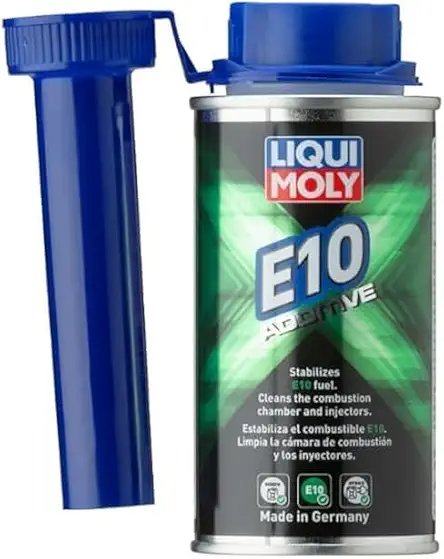 LIQUI
MOLY
E10
ADDITIVE
Stabilizes
E10 fuel.
Cleans the combustion
chamber and injectors.
Estabiliza el combustible E10.
Limpia la cámara de combustión
y los inyectores.
E10
Made in Germany